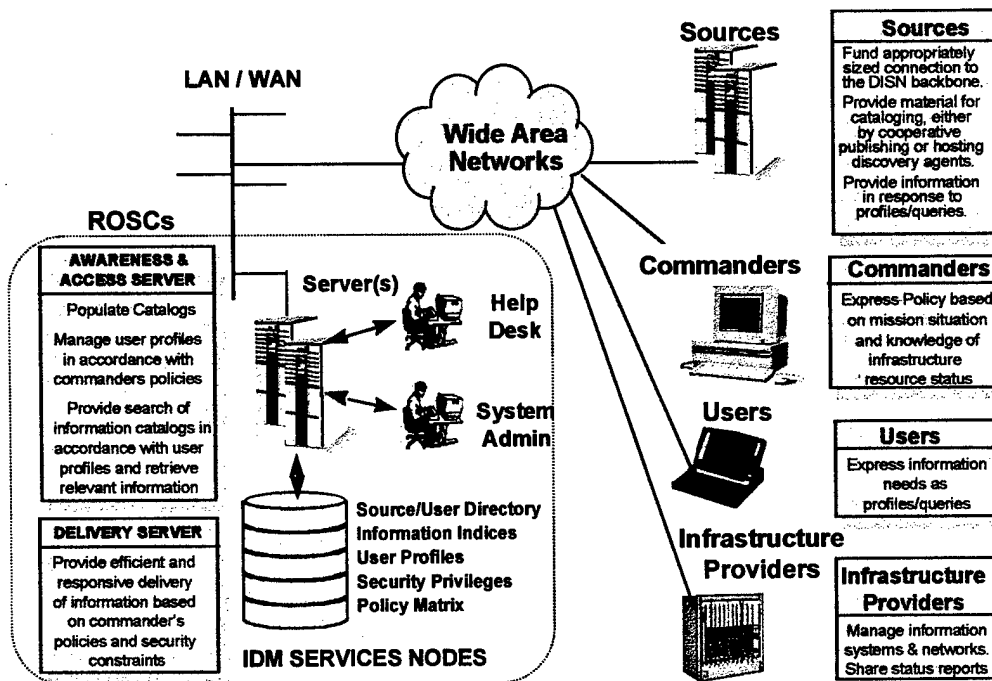 LAN / WAN
Wide Area
Networks
Sources
Sources
Fund appropriately
sized connection to
the DISN backbone.
Provide material for
cataloging, either
by cooperative
publishing or hosting
discovery agents.
Provide information
in response to
profiles/queries.
ROSCs
AWARENESS &
ACCESS SERVER
Populate Catalogs
Manage user profiles
in accordance with
commanders policies
Provide search of
information catalogs in
accordance with user
profiles and retrieve
relevant information
DELIVERY SERVER
Provide efficient and
responsive delivery
of information based
on commander's
policies and security
constraints
Server(s)
Help
Desk
System
Admin
Source/User Directory
Information Indices
User Profiles
Security Privileges
Policy Matrix
IDM SERVICES NODES
Commanders
Commanders
Express Policy based
on mission situation
and knowledge of
infrastructure
resource status
Users
Users
Express information
needs as
profiles/queries
Infrastructure
Providers
Infrastructure
Providers
Manage information
systems & networks.
Share status reports